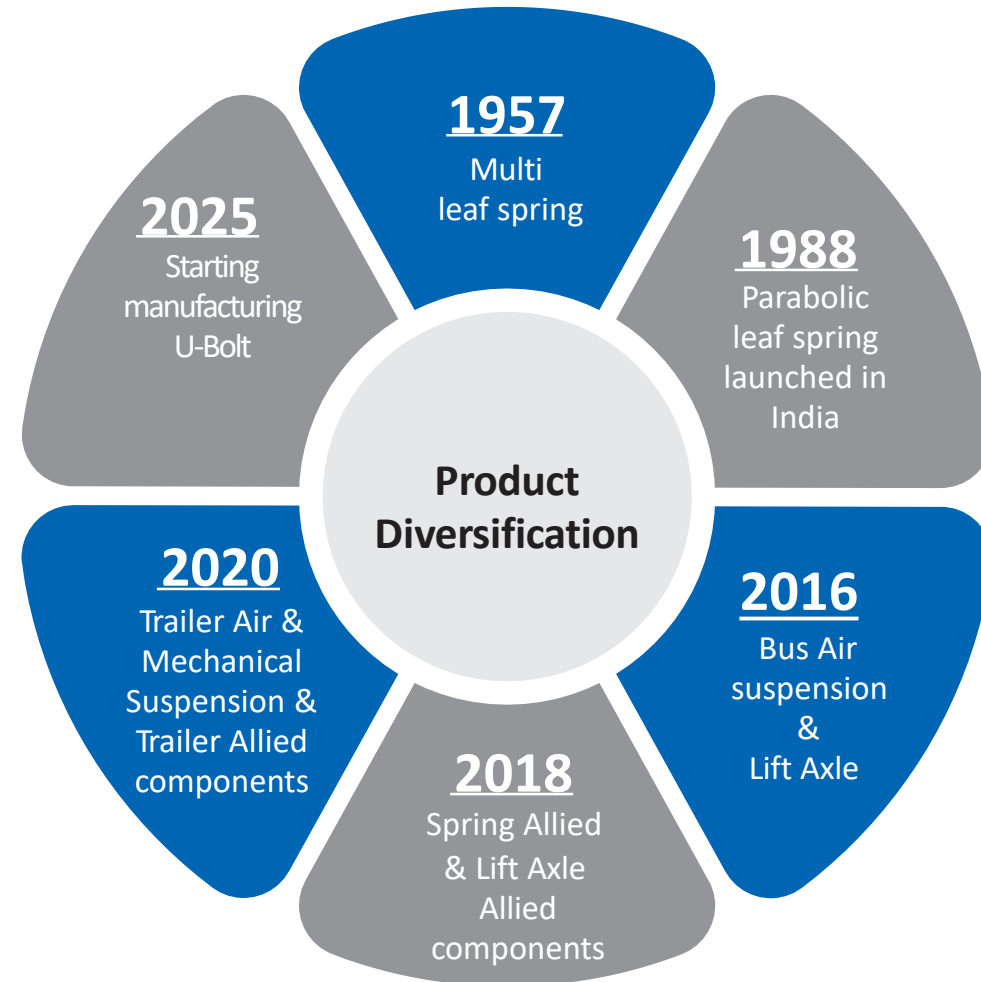 1957
Multi
leaf spring
1988
Parabolic
leaf spring
launched in
India
2016
Bus Air
suspension
&
Lift Axle
2018
Spring Allied
& Lift Axle
Allied
components
2020
Trailer Air &
Mechanical
Suspension &
Trailer Allied
components
2025
Starting
manufacturing
U-Bolt
Product
Diversification